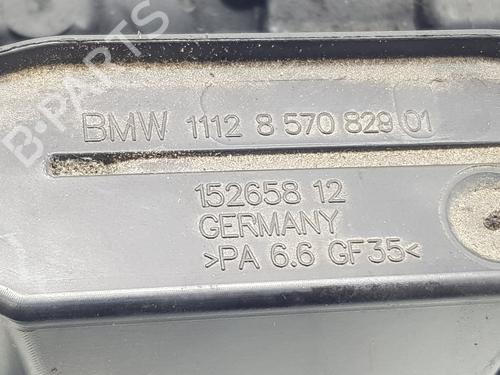 BMW 1112 8 570 829 01
152658 12
GERMANY
>PA 6.6 GF35<
B-PARTS